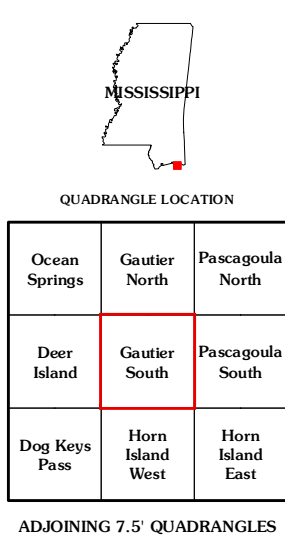 MISSISSIPPI
QUADRANGLE LOCATION
Ocean
Springs
Gautier
North
Pascagoula
North
Deer
Island
Gautier
South
Pascagoula
South
Dog Keys
Pass
Horn
Island
West
Horn
Island
East
ADJOINING 7.5' QUADRANGLES